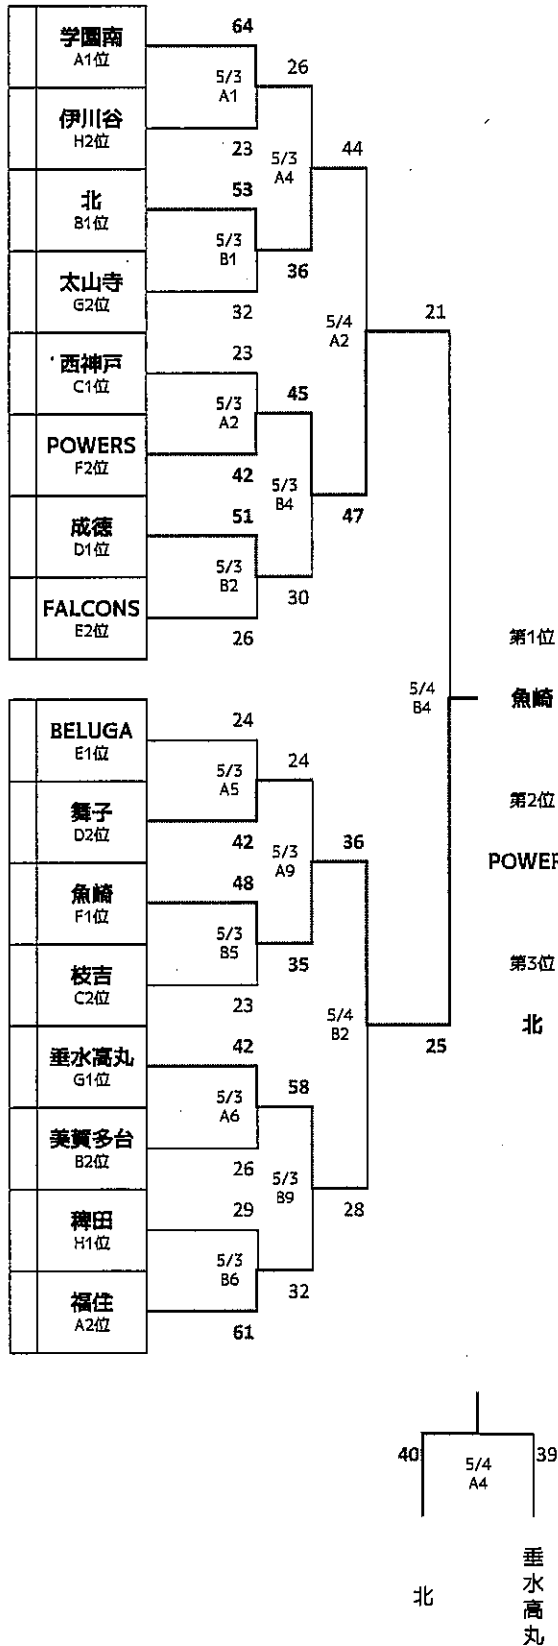 64
学園南
A1位
26
5/3
A1
伊川谷
H2位
23
44
5/3
A4
53
北
B1位
5/3
B1
36
太山寺
G2位
32
21
5/4
A2
23
西神戸
C1位
45
5/3
A2
POWERS
F2位
42
5/3
B4
47
51
成徳
D1位
5/3
B2
30
FALCONS
E2位
26
第1位
5/4
B4
魚崎
24
BELUGA
E1位
24
5/3
A5
第2位
舞子
D2位
42
36
5/3
A9
POWER
48
魚崎
F1位
5/3
B5
35
第3位
枝吉
C2位
23
5/4
B2
北
25
42
垂水高丸
G1位
58
5/3
A6
美賀多台
B2位
26
5/3
B9
28
29
稗田
H1位
5/3
B6
32
福住
A2位
61
40
39
5/4
A4
北
垂水高丸